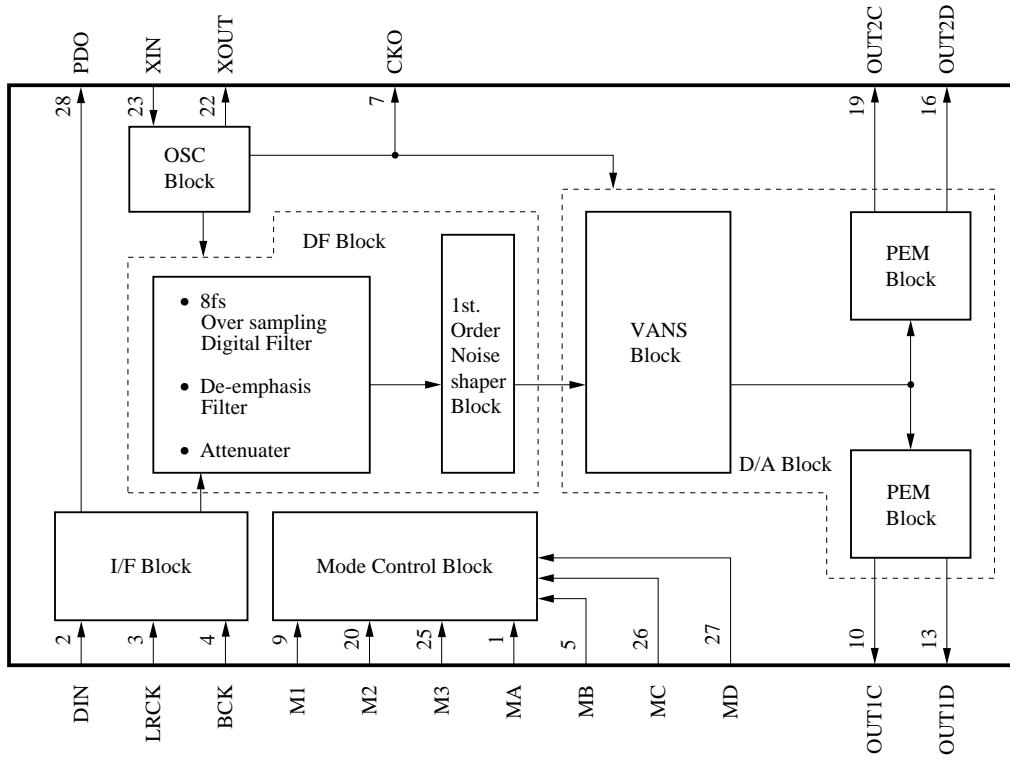 PDO
XIN
XOUT
CKO
OUT2C
OUT2D
28
23
22
7
19
16
OSC
Block
DF Block
• 8fs
Over sampling
Digital Filter
• De-emphasis
Filter
• Attenuater
1st.
Order
Noise
shaper
Block
VANS
Block
PEM
Block
D/A Block
PEM
Block
I/F Block
Mode Control Block
2
3
4
9
20
25
1
5
26
27
10
13
DIN
LRCK
BCK
M1
M2
M3
MA
MB
MC
MD
OUT1C
OUT1D